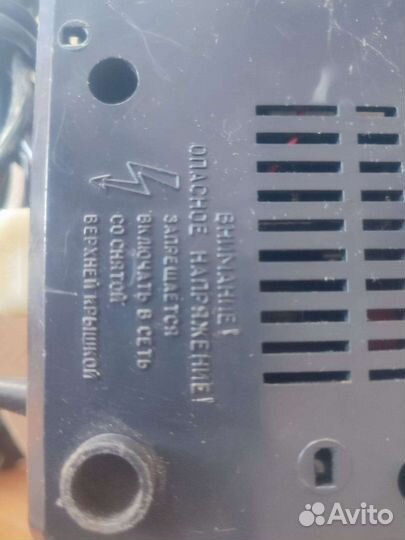 ВНИМАНИЕ!
ОПАСНОЕ НАПРЯЖЕНИЕ!
ЗАПРЕЩАЕТСЯ
ВКЛЮЧАТЬ В СЕТЬ
СО СНЯТОЙ
ВЕРХНЕЙ КРЫШКОЙ
Avito